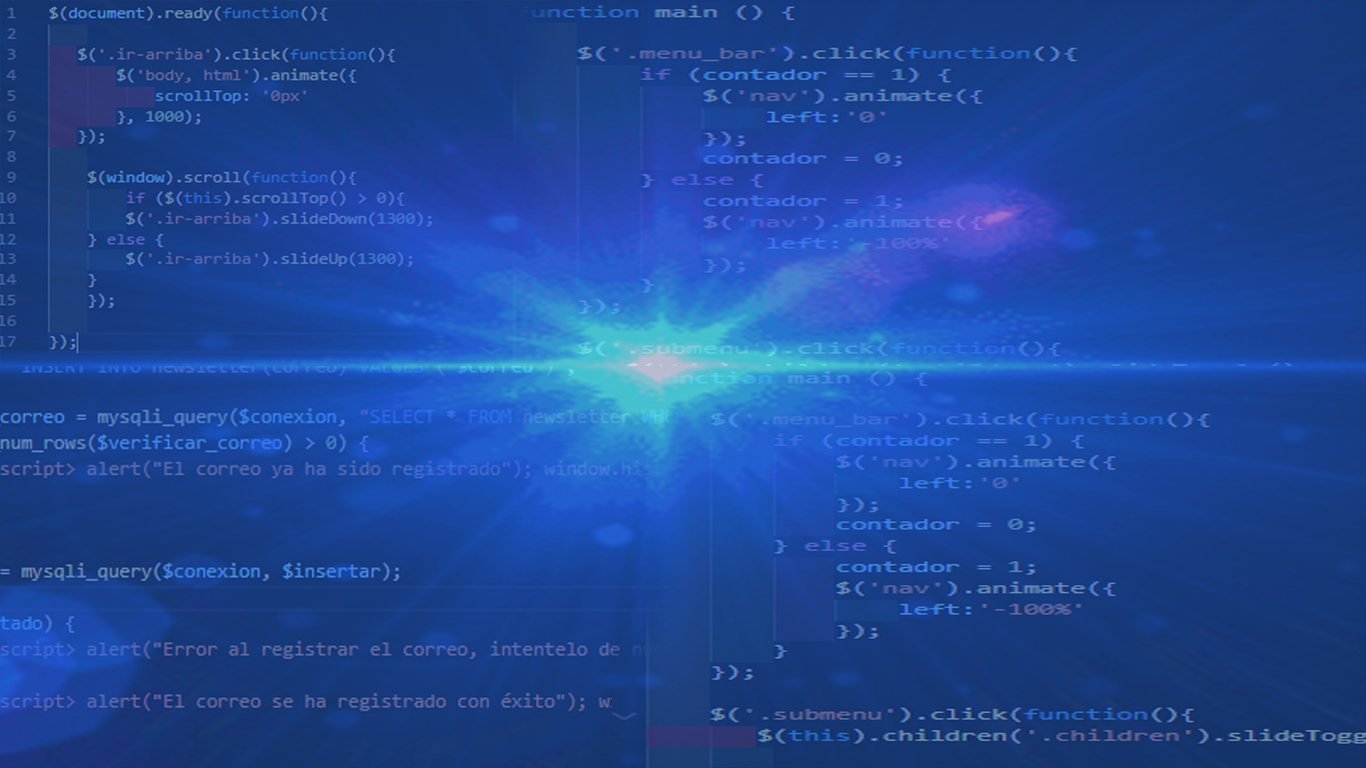 1 $(document).ready(function(){
2
3 $('.ir-arriba').click(function(){
4 $('body, html').animate({
5 scrollTop: '0px'
6 }, 1000);
7 });
8
9 $(window).scroll(function(){
10 if ($(this).scrollTop() > 0){
11 $('.ir-arriba').slideDown(1300);
12 } else {
13 $('.ir-arriba').slideUp(1300);
14 }
15 });
16
17 });
INSERT INTO newsletter(correo) VALUES ('$correo')";
correo = mysqli_query($conexion, "SELECT * FROM newsletter WHE
num_rows($verificar_correo) > 0) {
script> alert("El correo ya ha sido registrado"); window.hi
= mysqli_query($conexion, $insertar);
tado) {
script> alert("Error al registrar el correo, intentelo de
script> alert("El correo se ha registrado con éxito"); w
unction main () {
$('.menu_bar').click(function(){
if (contador == 1) {
$('nav').animate({
left:'0'
});
contador = 0;
} else {
contador = 1;
$('nav').animate({
left:'-100%'
});
}
});
$('.submenu').click(function(){
nction main () {
$('.menu_bar').click(function(){
if (contador == 1) {
$('nav').animate({
left:'0'
});
contador = 0;
} else {
contador = 1;
$('nav').animate({
left:'-100%'
});
}
});
$('.submenu').click(function(){
$(this).children('.children').slideTogg